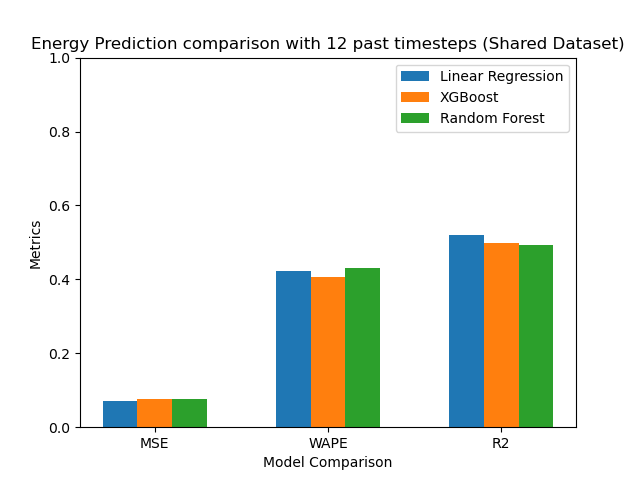 Energy Prediction comparison with 12 past timesteps (Shared Dataset)
1.0
0.8
0.6
0.4
0.2
0.0
Metrics
Linear Regression
XGBoost
Random Forest
MSE
WAPE
R2
Model Comparison